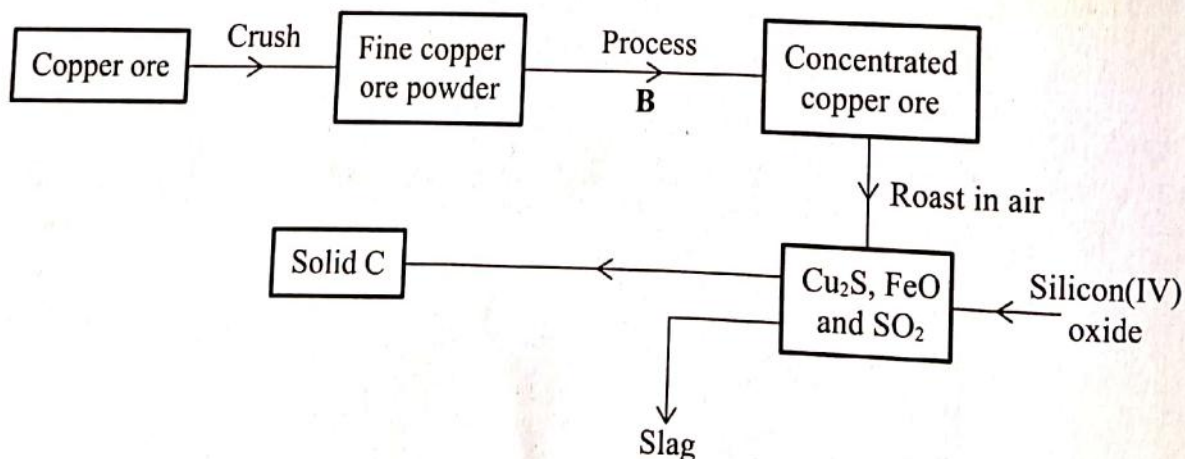 Copper ore
Crush
Fine copper
ore powder
Process
B
Concentrated
copper ore
Roast in air
Solid C
Cu₂S, FeO
and SO₂
Silicon(IV)
oxide
Slag